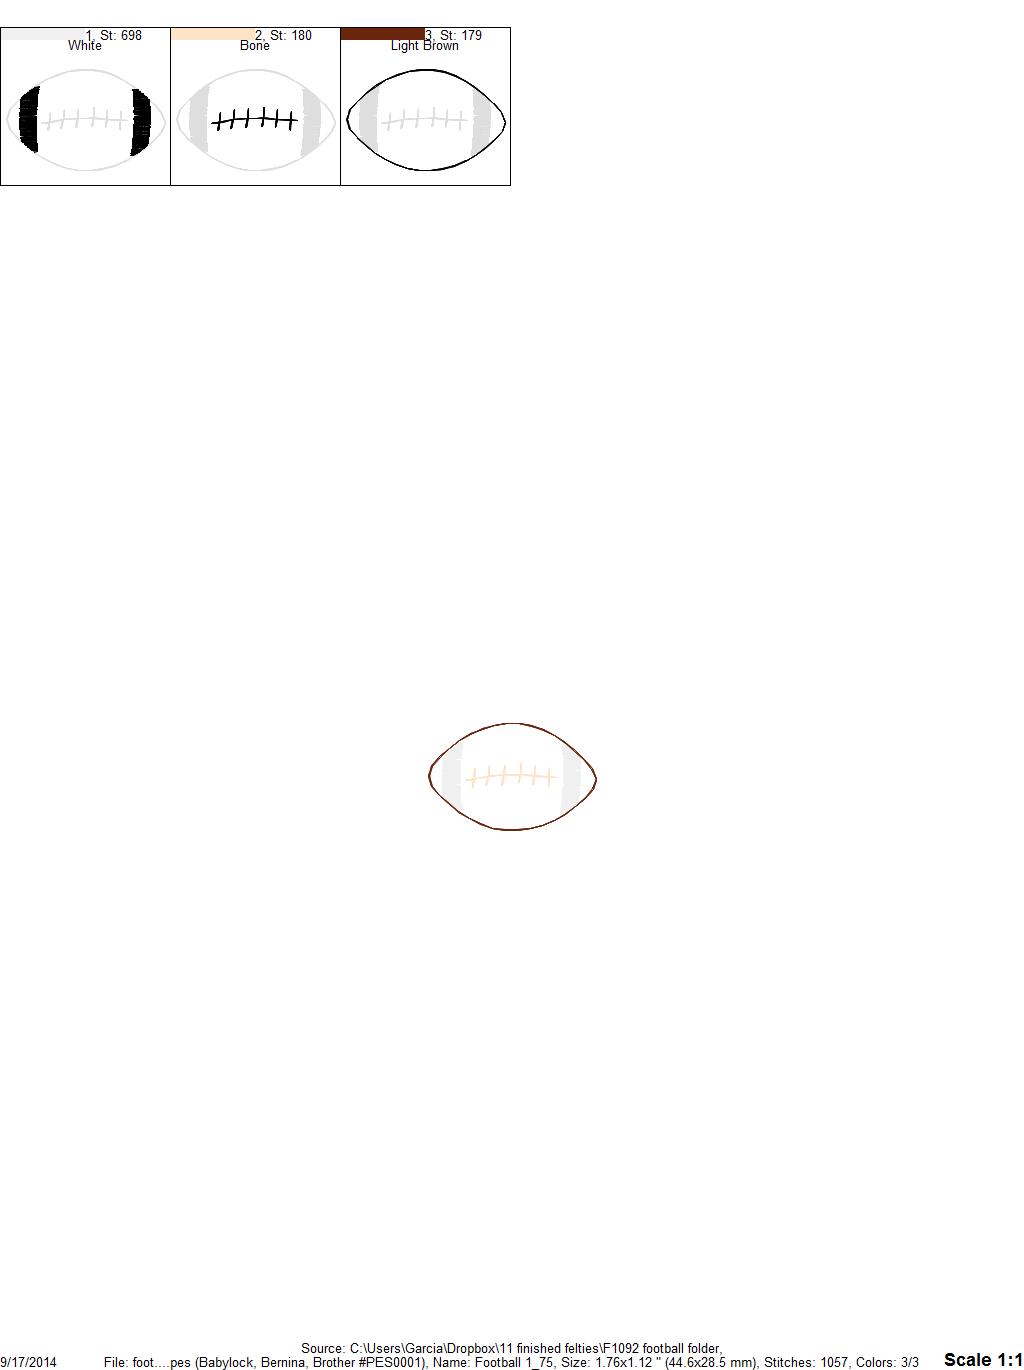 1, St: 698
White
2, St: 180
Bone
3, St: 179
Light Brown
Source: C:\Users\Garcia\Dropbox\11 finished felties\F1092 football folder,
9/17/2014 File: foot....pes (Babylock, Bernina, Brother #PES0001), Name: Football 1_75, Size: 1.76x1.12 " (44.6x28.5 mm), Stitches: 1057, Colors: 3/3 Scale 1:1